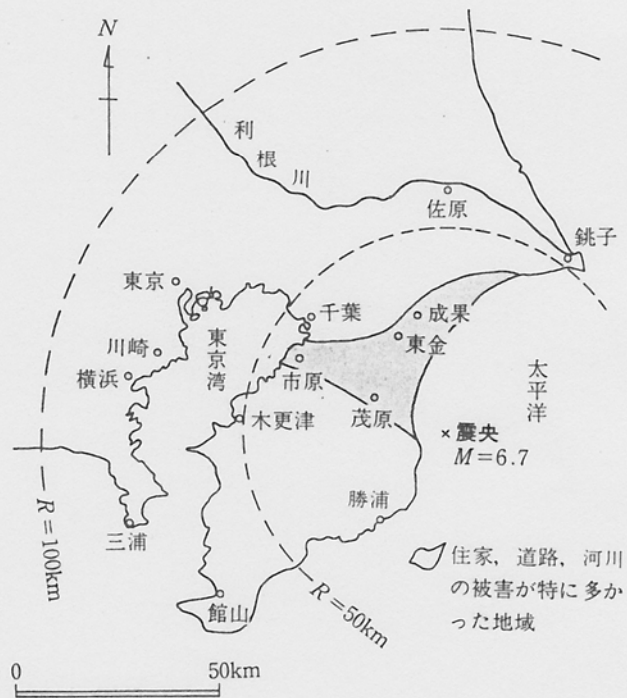 N
利根川
佐原
銚子
東京
千葉
成果
東金
川崎
東京湾
横浜
市原
太平洋
茂原
木更津
×震央
M=6.7
勝浦
R=100km
三浦
住家,道路,河川
の被害が特に多か
った地域
館山
R=50km
0
50km